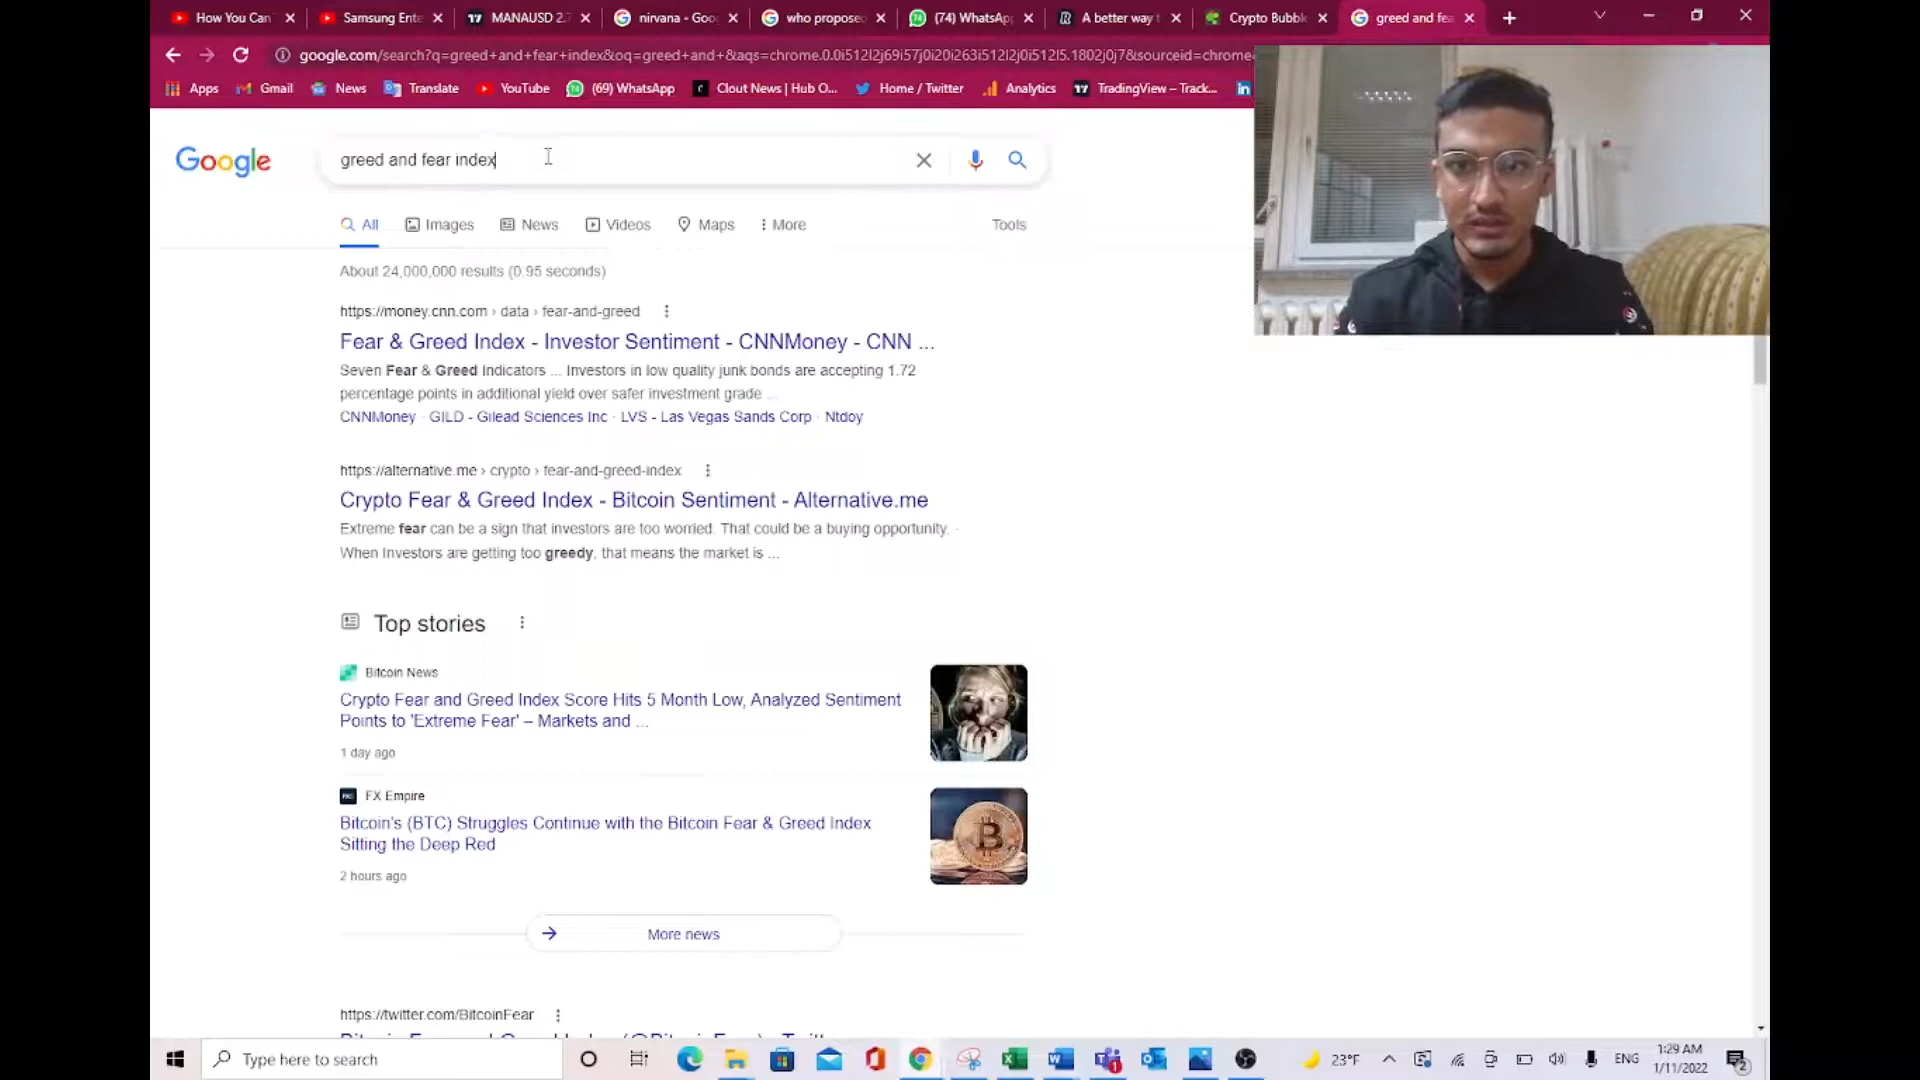 How You Can
Samsung Ente
MANAUSD 2.
nirvana - Goo
who propose
(74) WhatsAp
A better way t
Crypto Bubbl
greed and fea
google.com/search?q=greed+and+fear+index&oq=greed+and+&aqs=chrome.0.0i512l2j69i57j0i20i263i512l2j0i512l5.1802j0j7&sourceid=chrome
Apps
Gmail
News
Translate
YouTube
(69) WhatsApp
Clout News | Hub O...
Home / Twitter
Analytics
TradingView – Track...
Google
greed and fear index
All
Images
News
Videos
Maps
More
Tools
About 24,000,000 results (0.95 seconds)
https://money.cnn.com › data › fear-and-greed
Fear & Greed Index - Investor Sentiment - CNNMoney - CNN ...
Seven Fear & Greed Indicators ... Investors in low quality junk bonds are accepting 1.72
percentage points in additional yield over safer investment grade ...
CNNMoney · GILD - Gilead Sciences Inc · LVS - Las Vegas Sands Corp · Ntdoy
https://alternative.me › crypto › fear-and-greed-index
Crypto Fear & Greed Index - Bitcoin Sentiment - Alternative.me
Extreme fear can be a sign that investors are too worried. That could be a buying opportunity. ·
When Investors are getting too greedy, that means the market is ...
Top stories
Bitcoin News
Crypto Fear and Greed Index Score Hits 5 Month Low, Analyzed Sentiment
Points to 'Extreme Fear' – Markets and ...
1 day ago
FX Empire
Bitcoin's (BTC) Struggles Continue with the Bitcoin Fear & Greed Index
Sitting the Deep Red
2 hours ago
More news
https://twitter.com/BitcoinFear
Type here to search
23°F
ENG
1:29 AM
1/11/2022